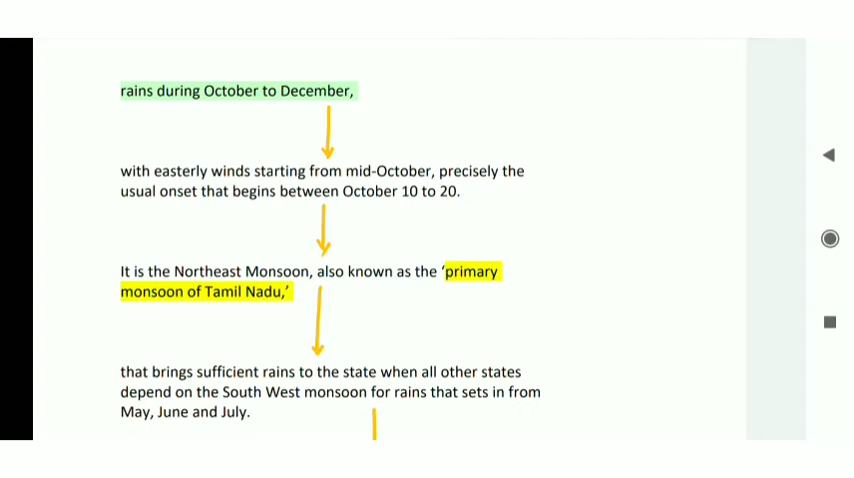 rains during October to December,
with easterly winds starting from mid-October, precisely the
usual onset that begins between October 10 to 20.
It is the Northeast Monsoon, also known as the ‘primary
monsoon of Tamil Nadu,’
that brings sufficient rains to the state when all other states
depend on the South West monsoon for rains that sets in from
May, June and July.